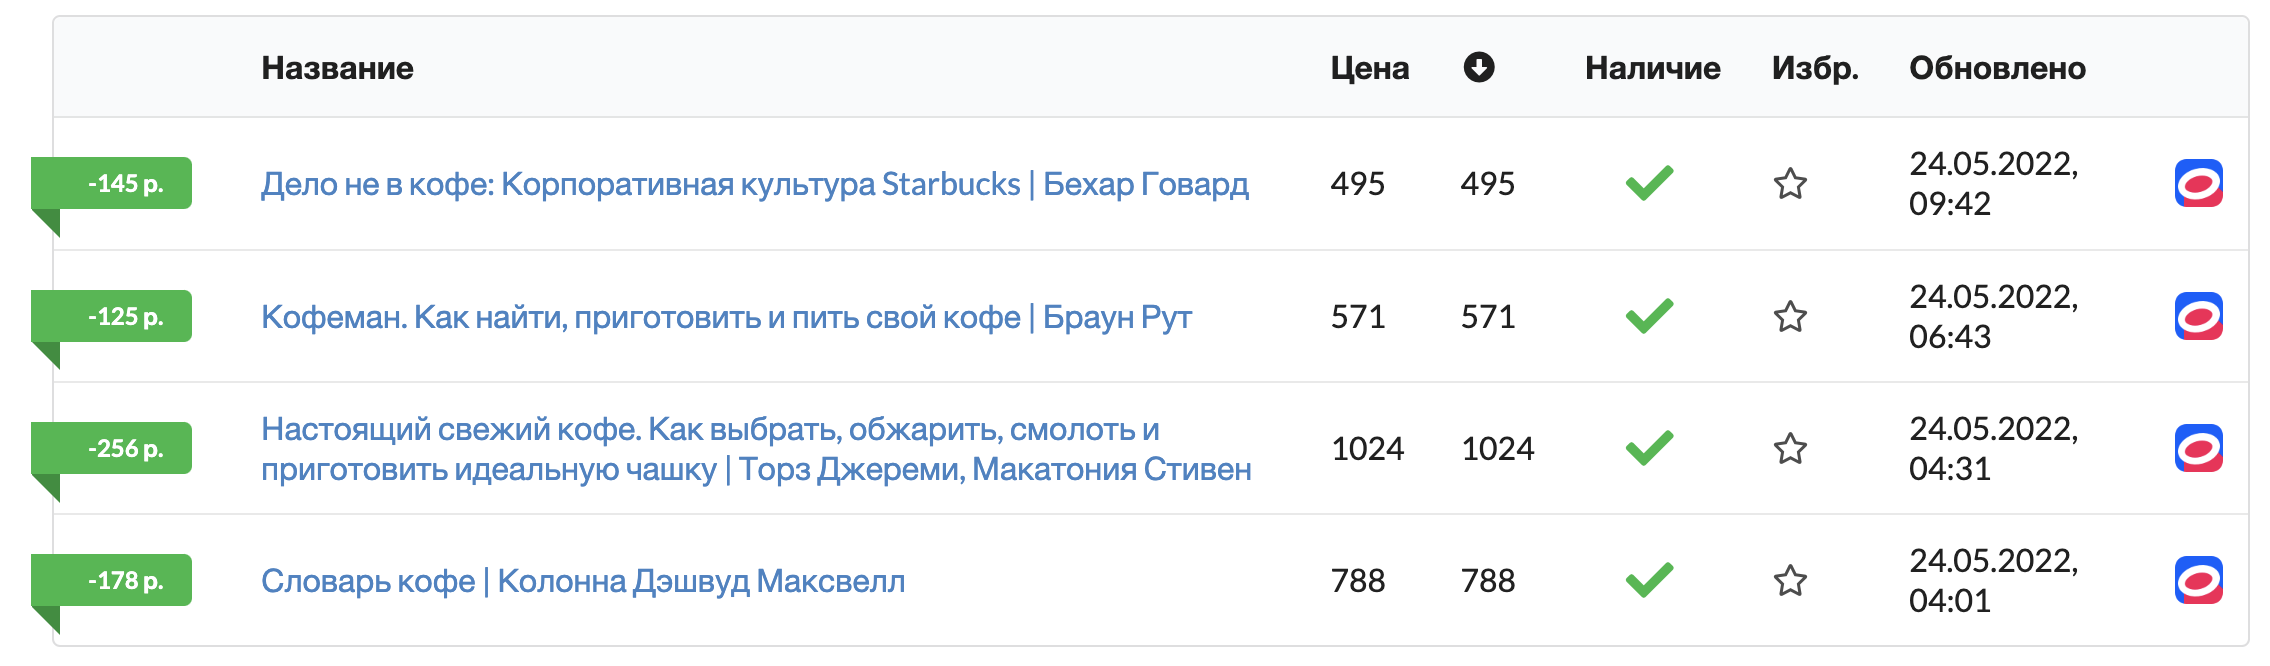 Название Цена Наличие Избр. Обновлено
-145 р. Дело не в кофе: Корпоративная культура Starbucks | Бехар Говард 495 495 24.05.2022,
09:42
-125 р. Кофеман. Как найти, приготовить и пить свой кофе | Браун Рут 571 571 24.05.2022,
06:43
-256 р. Настоящий свежий кофе. Как выбрать, обжарить, смолоть и
приготовить идеальную чашку | Торз Джереми, Макатония Стивен 1024 1024 24.05.2022,
04:31
-178 р. Словарь кофе | Колонна Дэшвуд Максвелл 788 788 24.05.2022,
04:01